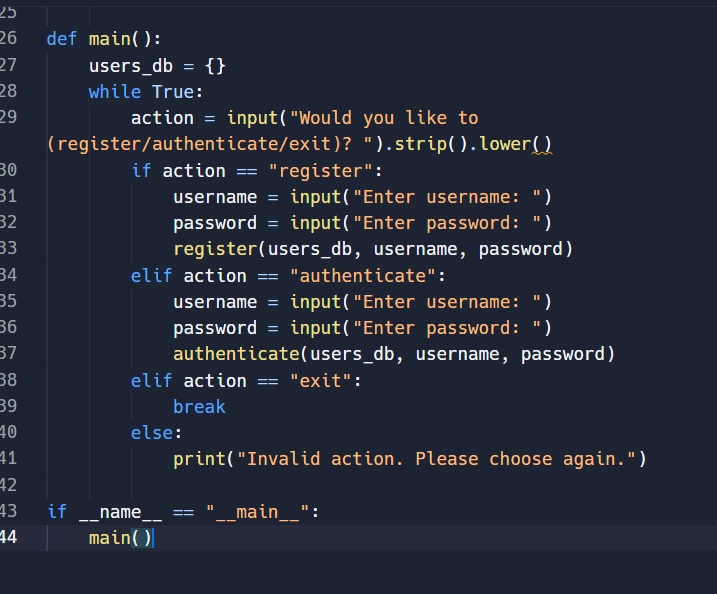 25
26 def main():
27     users_db = {}
28     while True:
29         action = input("Would you like to
(register/authenticate/exit)? ").strip().lower()
30         if action == "register":
31             username = input("Enter username: ")
32             password = input("Enter password: ")
33             register(users_db, username, password)
34         elif action == "authenticate":
35             username = input("Enter username: ")
36             password = input("Enter password: ")
37             authenticate(users_db, username, password)
38         elif action == "exit":
39             break
40         else:
41             print("Invalid action. Please choose again.")
42
43 if __name__ == "__main__":
44     main()